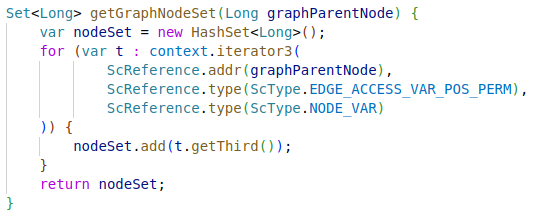 Set<Long> getGraphNodeSet(Long graphParentNode) {
    var nodeSet = new HashSet<Long>();
    for (var t : context.iterator3(
            ScReference.addr(graphParentNode),
            ScReference.type(ScType.EDGE_ACCESS_VAR_POS_PERM),
            ScReference.type(ScType.NODE_VAR)
    )) {
        nodeSet.add(t.getThird());
    }
    return nodeSet;
}